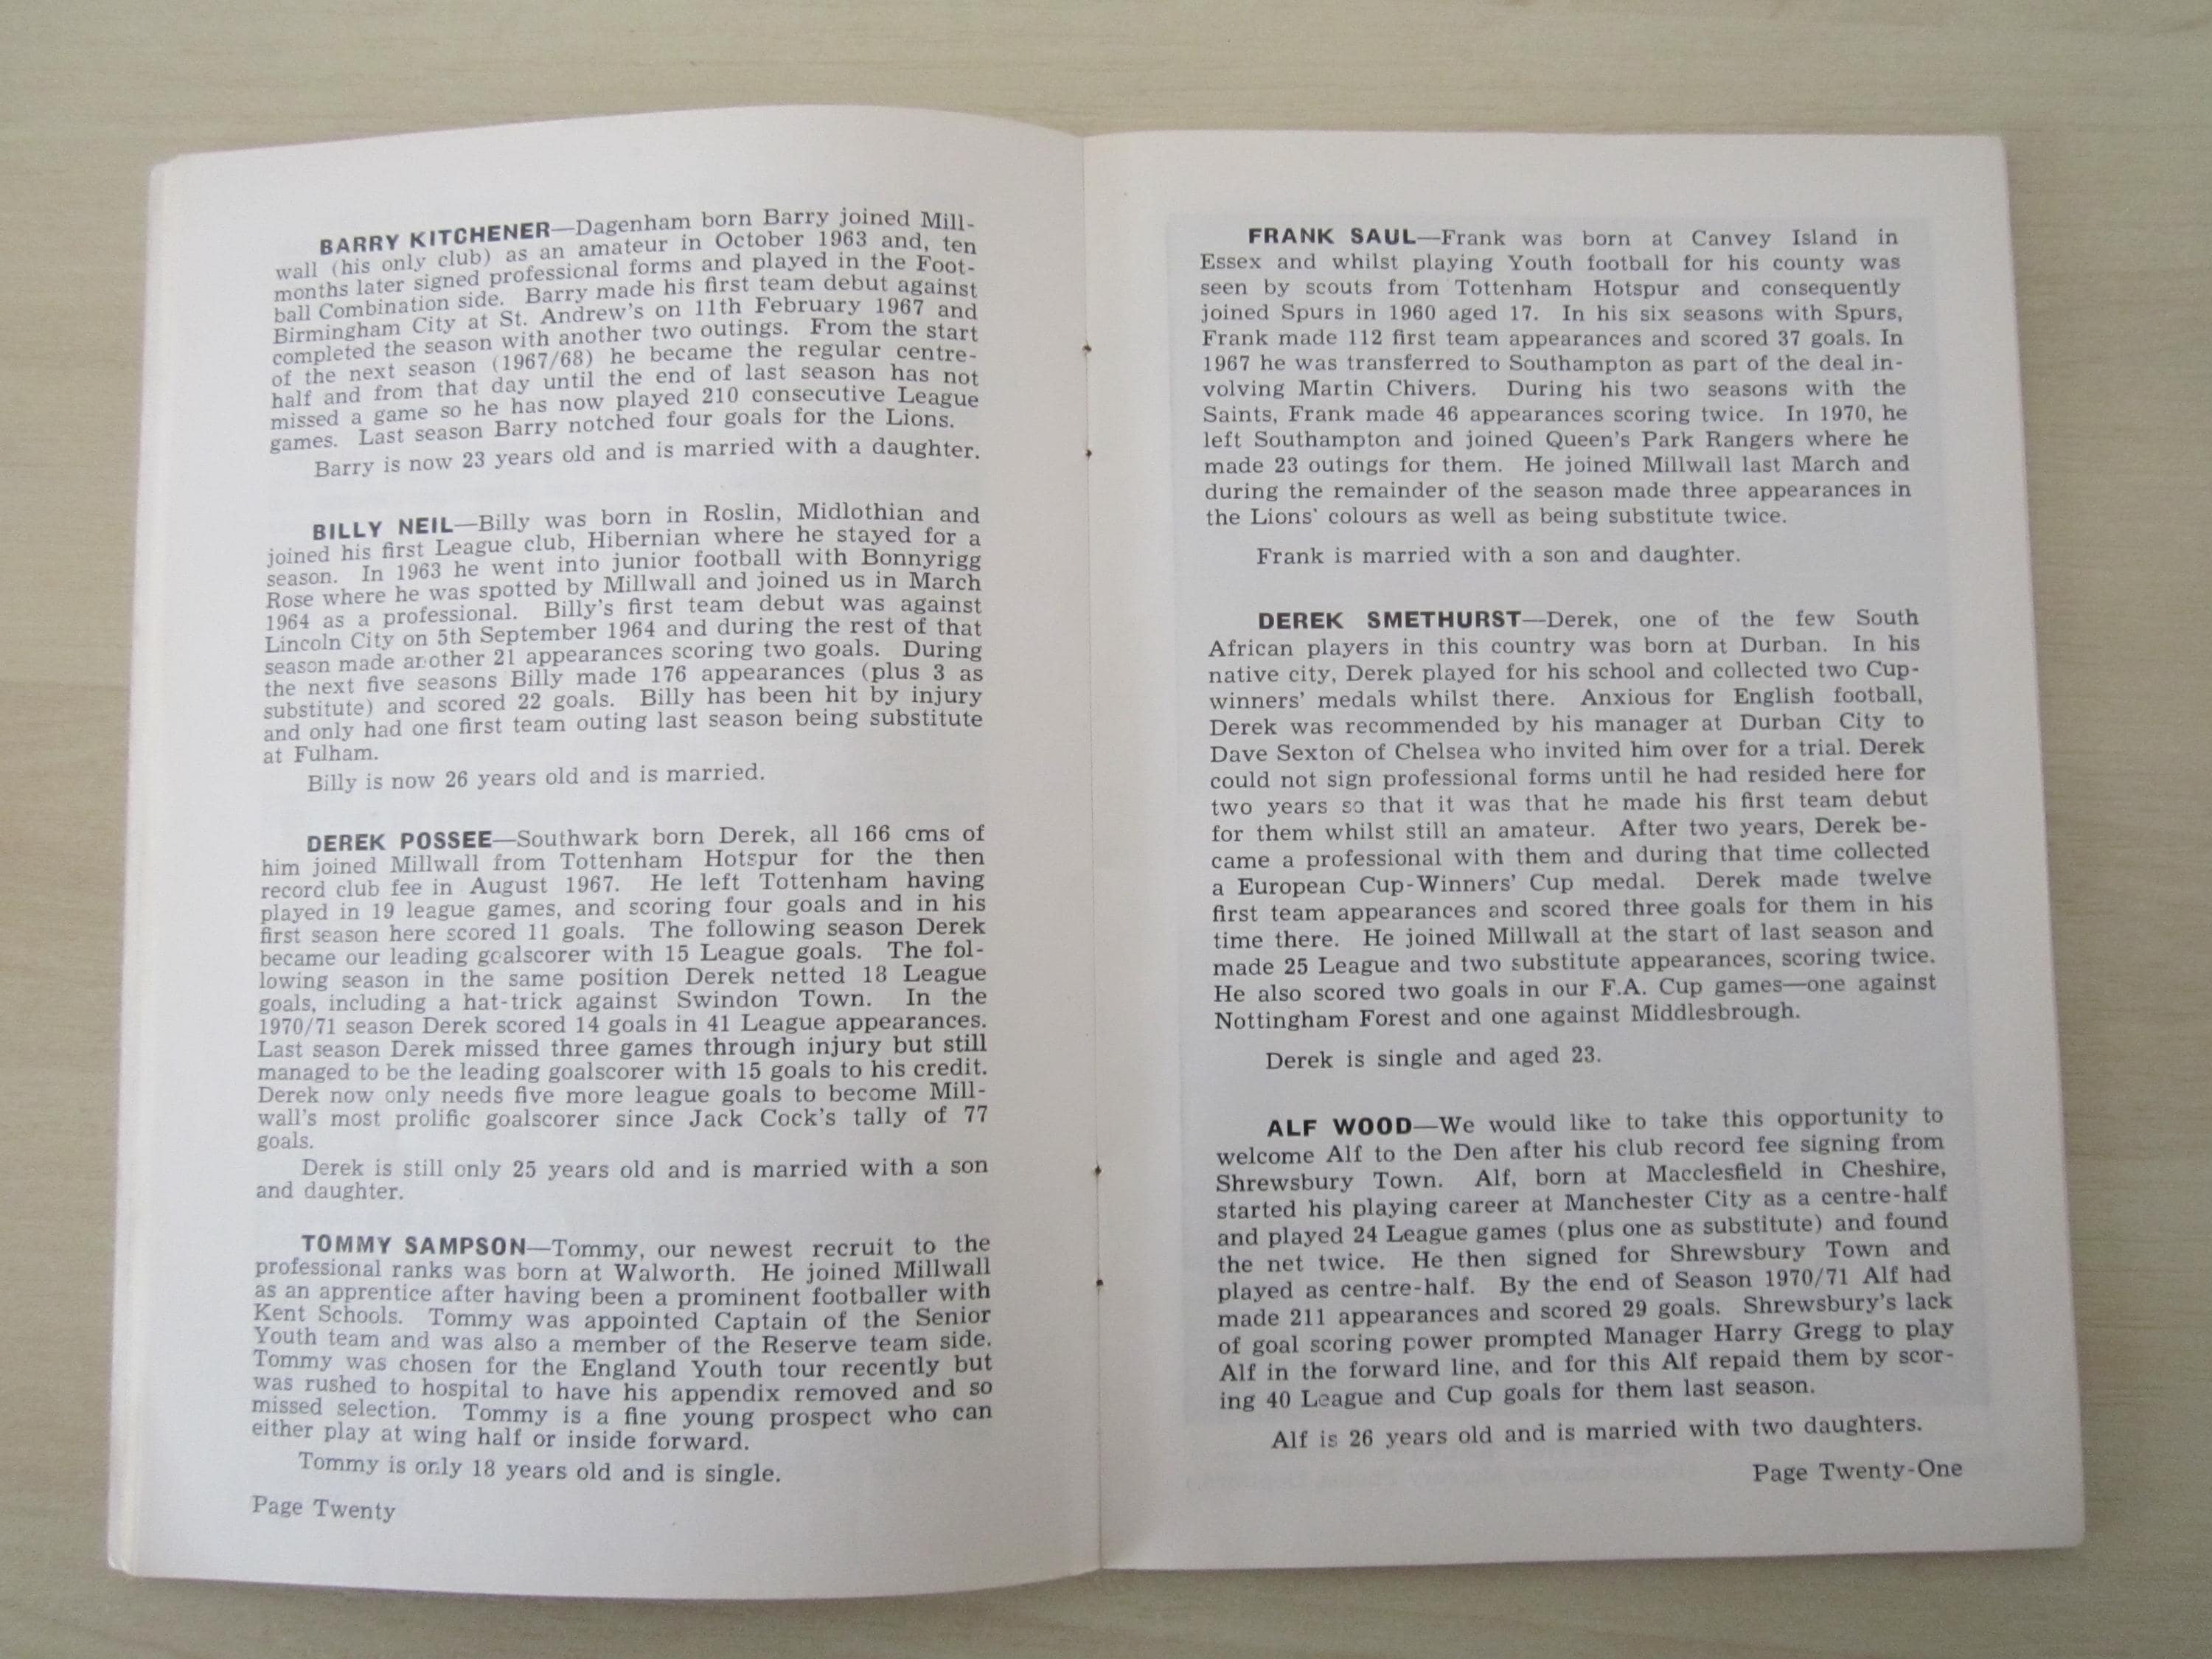 BARRY KITCHENER—Dagenham born Barry joined Mill-
wall (his only club) as an amateur in October 1963 and, ten
months later signed professional forms and played in the Foot-
ball Combination side. Barry made his first team debut against
Birmingham City at St. Andrew's on 11th February 1967 and
completed the season with another two outings. From the start
of the next season (1967/68) he became the regular centre-
half and from that day until the end of last season has not
missed a game so he has now played 210 consecutive League
games. Last season Barry notched four goals for the Lions.
Barry is now 23 years old and is married with a daughter.
BILLY NEIL—Billy was born in Roslin, Midlothian and
joined his first League club, Hibernian where he stayed for a
season. In 1963 he went into junior football with Bonnyrigg
Rose where he was spotted by Millwall and joined us in March
1964 as a professional. Billy's first team debut was against
Lincoln City on 5th September 1964 and during the rest of that
season made another 21 appearances scoring two goals. During
the next five seasons Billy made 176 appearances (plus 3 as
substitute) and scored 22 goals. Billy has been hit by injury
and only had one first team outing last season being substitute
at Fulham.
Billy is now 26 years old and is married.
DEREK POSSEE—Southwark born Derek, all 166 cms of
him joined Millwall from Tottenham Hotspur for the then
record club fee in August 1967. He left Tottenham having
played in 19 league games, and scoring four goals and in his
first season here scored 11 goals. The following season Derek
became our leading goalscorer with 15 League goals. The fol-
lowing season in the same position Derek netted 18 League
goals, including a hat-trick against Swindon Town. In the
1970/71 season Derek scored 14 goals in 41 League appearances.
Last season Derek missed three games through injury but still
managed to be the leading goalscorer with 15 goals to his credit.
Derek now only needs five more league goals to become Mill-
wall's most prolific goalscorer since Jack Cock's tally of 77
goals.
Derek is still only 25 years old and is married with a son
and daughter.
TOMMY SAMPSON—Tommy, our newest recruit to the
professional ranks was born at Walworth. He joined Millwall
as an apprentice after having been a prominent footballer with
Kent Schools. Tommy was appointed Captain of the Senior
Youth team and was also a member of the Reserve team side.
Tommy was chosen for the England Youth tour recently but
was rushed to hospital to have his appendix removed and so
missed selection. Tommy is a fine young prospect who can
either play at wing half or inside forward.
Tommy is only 18 years old and is single.
Page Twenty
FRANK SAUL—Frank was born at Canvey Island in
Essex and whilst playing Youth football for his county was
seen by scouts from Tottenham Hotspur and consequently
joined Spurs in 1960 aged 17. In his six seasons with Spurs,
Frank made 112 first team appearances and scored 37 goals. In
1967 he was transferred to Southampton as part of the deal in-
volving Martin Chivers. During his two seasons with the
Saints, Frank made 46 appearances scoring twice. In 1970, he
left Southampton and joined Queen's Park Rangers where he
made 23 outings for them. He joined Millwall last March and
during the remainder of the season made three appearances in
the Lions' colours as well as being substitute twice.
Frank is married with a son and daughter.
DEREK SMETHURST—Derek, one of the few South
African players in this country was born at Durban. In his
native city, Derek played for his school and collected two Cup-
winners' medals whilst there. Anxious for English football,
Derek was recommended by his manager at Durban City to
Dave Sexton of Chelsea who invited him over for a trial. Derek
could not sign professional forms until he had resided here for
two years so that it was that he made his first team debut
for them whilst still an amateur. After two years, Derek be-
came a professional with them and during that time collected
a European Cup-Winners' Cup medal. Derek made twelve
first team appearances and scored three goals for them in his
time there. He joined Millwall at the start of last season and
made 25 League and two substitute appearances, scoring twice.
He also scored two goals in our F.A. Cup games—one against
Nottingham Forest and one against Middlesbrough.
Derek is single and aged 23.
ALF WOOD—We would like to take this opportunity to
welcome Alf to the Den after his club record fee signing from
Shrewsbury Town. Alf, born at Macclesfield in Cheshire,
started his playing career at Manchester City as a centre-half
and played 24 League games (plus one as substitute) and found
the net twice. He then signed for Shrewsbury Town and
played as centre-half. By the end of Season 1970/71 Alf had
made 211 appearances and scored 29 goals. Shrewsbury's lack
of goal scoring power prompted Manager Harry Gregg to play
Alf in the forward line, and for this Alf repaid them by scor-
ing 40 League and Cup goals for them last season.
Alf is 26 years old and is married with two daughters.
Page Twenty-One